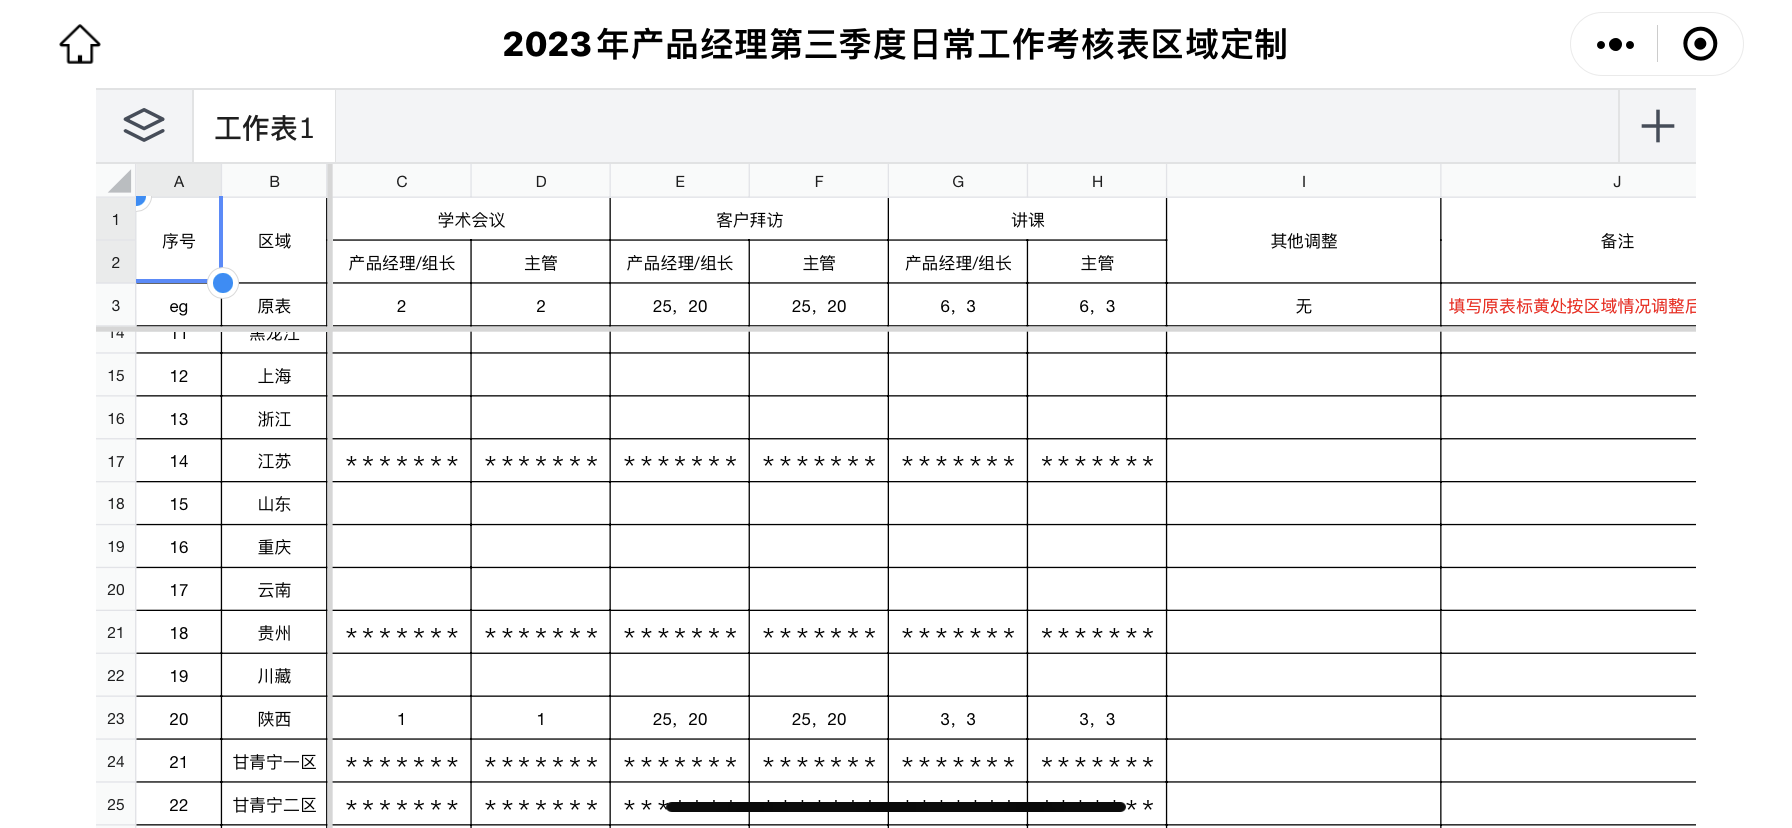 2023年产品经理第三季度日常工作考核表区域定制
工作表1
A B C D E F G H I J
1 序号 区域 学术会议 客户拜访 讲课 其他调整 备注
2 产品经理/组长 主管 产品经理/组长 主管 产品经理/组长 主管
3 eg 原表 2 2 25，20 25，20 6，3 6，3 无 填写原表标黄处按区域情况调整后
14 11 黑龙江
15 12 上海
16 13 浙江
17 14 江苏 ******* ******* ******* ******* ******* *******
18 15 山东
19 16 重庆
20 17 云南
21 18 贵州 ******* ******* ******* ******* ******* *******
22 19 川藏
23 20 陕西 1 1 25，20 25，20 3，3 3，3
24 21 甘青宁一区 ******* ******* ******* ******* ******* *******
25 22 甘青宁二区 ******* ******* *** **